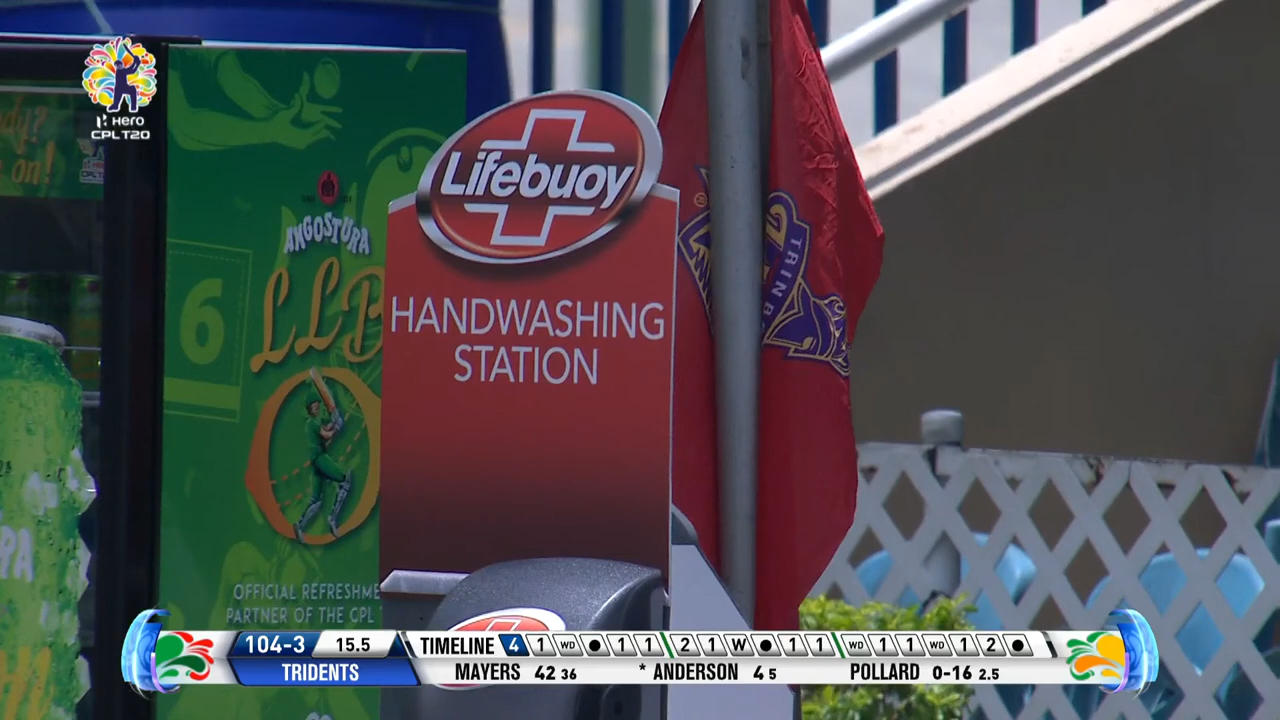 Hero
CPLT20
on!
ANGOSTURA
6
LLB
OFFICIAL REFRESHME
PARTNER OF THE CPL
Lifebuoy
HANDWASHING
STATION
TRINB
104-3 15.5 TIMELINE 4 1 WD ● 1 1 2 1 W ● 1 1 WD 1 1 WD 1 2 ●
TRIDENTS MAYERS 42 36 * ANDERSON 4 5 POLLARD 0-16 2.5